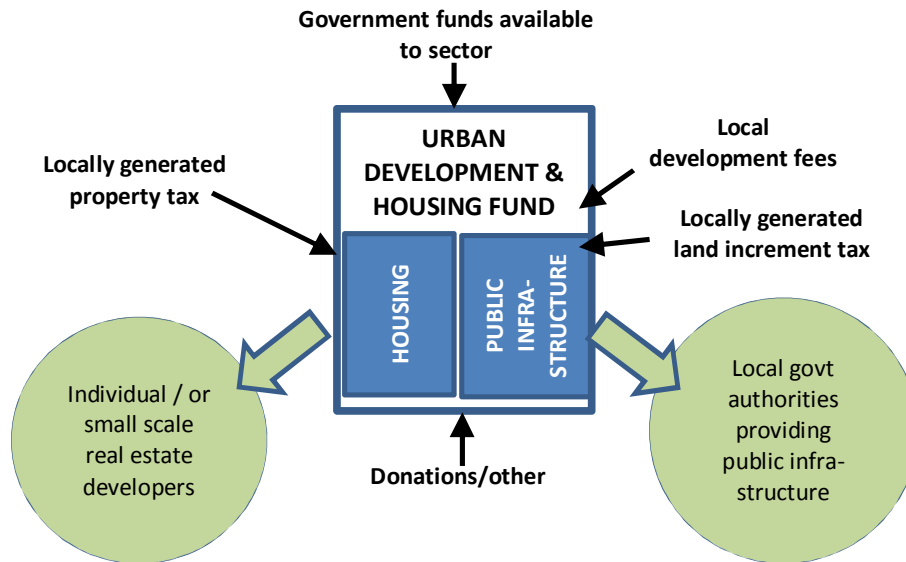 Government funds available
to sector
URBAN
DEVELOPMENT &
HOUSING FUND
Local
development fees
Locally generated
property tax
Locally generated
land increment tax
HOUSING
PUBLIC
INFRA-
STRUCTURE
Individual / or
small scale
real estate
developers
Local govt
authorities
providing
public infra-
structure
Donations/other